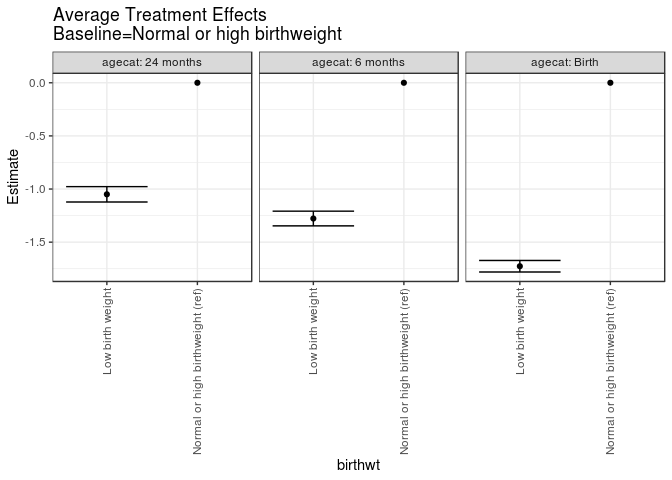 Average Treatment Effects
Baseline=Normal or high birthweight
agecat: 24 months
agecat: 6 months
agecat: Birth
Estimate
0.0
-0.5
-1.0
-1.5
Low birth weight
Normal or high birthweight (ref)
Low birth weight
Normal or high birthweight (ref)
Low birth weight
Normal or high birthweight (ref)
birthwt